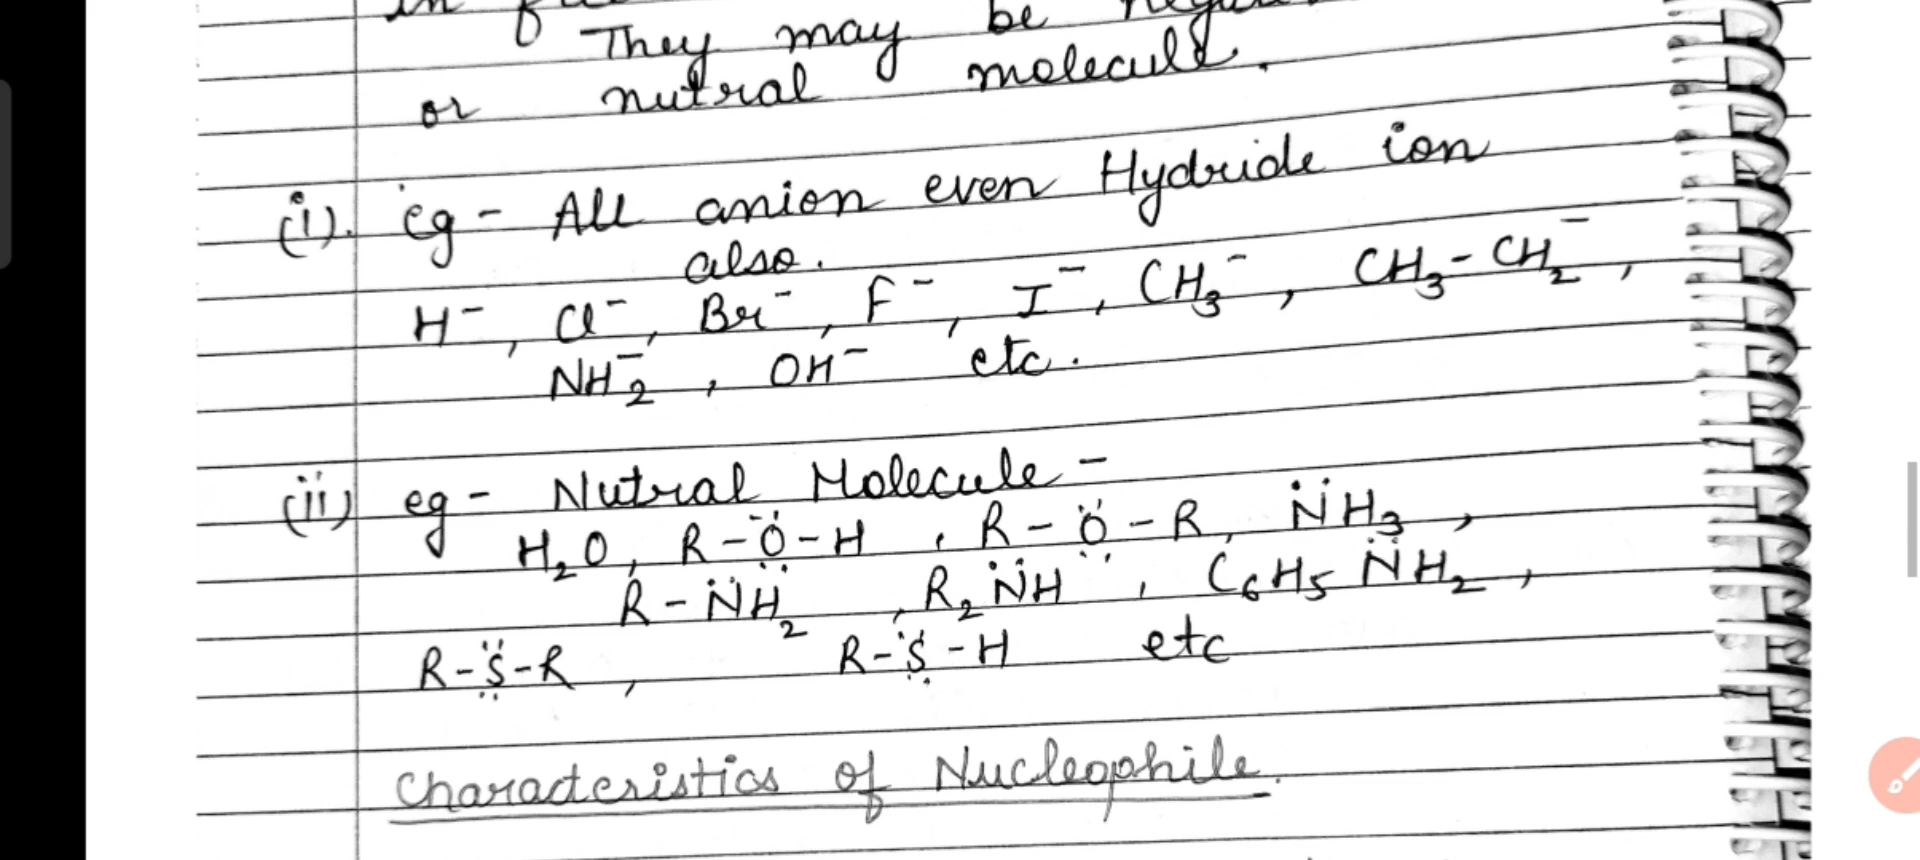 in
They may be
or nutral molecule.
(i). eg - All anion even Hydride ion
also.
H⁻, Cl⁻, Br⁻, F⁻, I⁻, CH₃⁻, CH₃-CH₂⁻,
NH₂⁻, OH⁻ etc.
(ii) eg - Nutral Molecule -
H₂O, R-Ö-H, R-Ö-R, N̈H₃,
R-N̈H₂, R₂N̈H, C₆H₅N̈H₂,
R-S̈-R, R-S̈-H etc
Characteristics of Nucleophile.